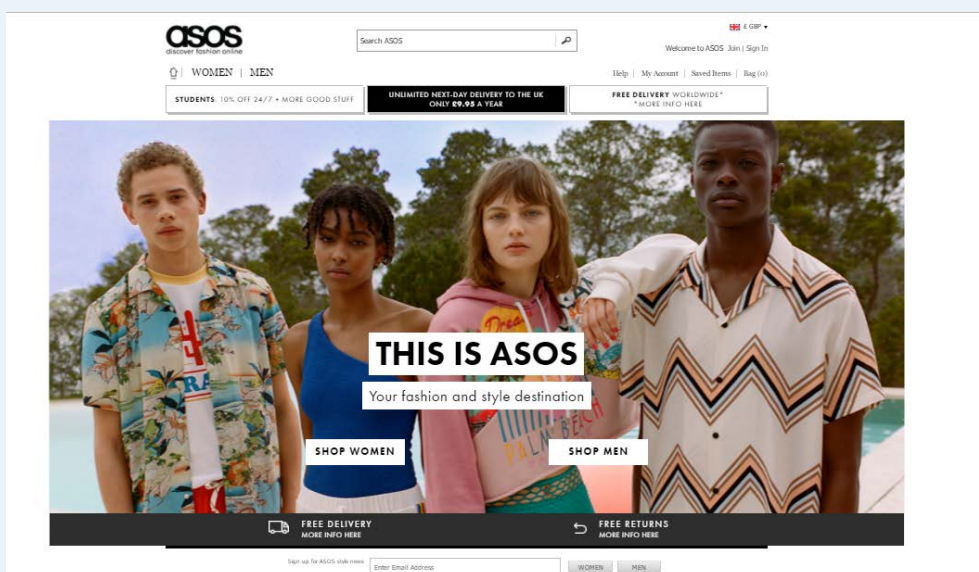 asos
discover fashion online
Search ASOS
£ GBP
Welcome to ASOS Join | Sign In
WOMEN | MEN
Help | My Account | Saved Items | Bag (0)
STUDENTS: 10% OFF 24/7 + MORE GOOD STUFF
UNLIMITED NEXT-DAY DELIVERY TO THE UK
ONLY £9.95 A YEAR
FREE DELIVERY WORLDWIDE*
*MORE INFO HERE
THIS IS ASOS
Your fashion and style destination
PALM BEACH
SHOP WOMEN
SHOP MEN
FREE DELIVERY
MORE INFO HERE
FREE RETURNS
MORE INFO HERE
Sign up for ASOS style news
Enter Email Address
WOMEN
MEN